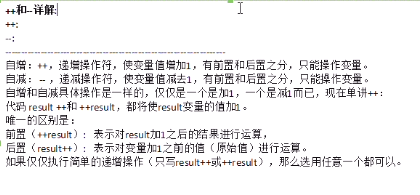 ++和--详解:
++:
--:
----------------------------------------------------------
自增：++，递增操作符，使变量值增加1，有前置和后置之分，只能操作变量。
自减：--，递减操作符，使变量值减去1，有前置和后置之分，只能操作变量。
自增和自减具体操作是一样的，仅仅是一个是加1，一个是减1而已，现在单讲++：
代码 result ++和 ++result，都将使result变量的值加1。
唯一的区别是：
前置（++result）：表示对result加1之后的结果进行运算，
后置（result++）：表示对变量加1之前的值（原始值）进行运算。
如果仅仅执行简单的递增操作（只写result++或++result），那么选用任意一个都可以。